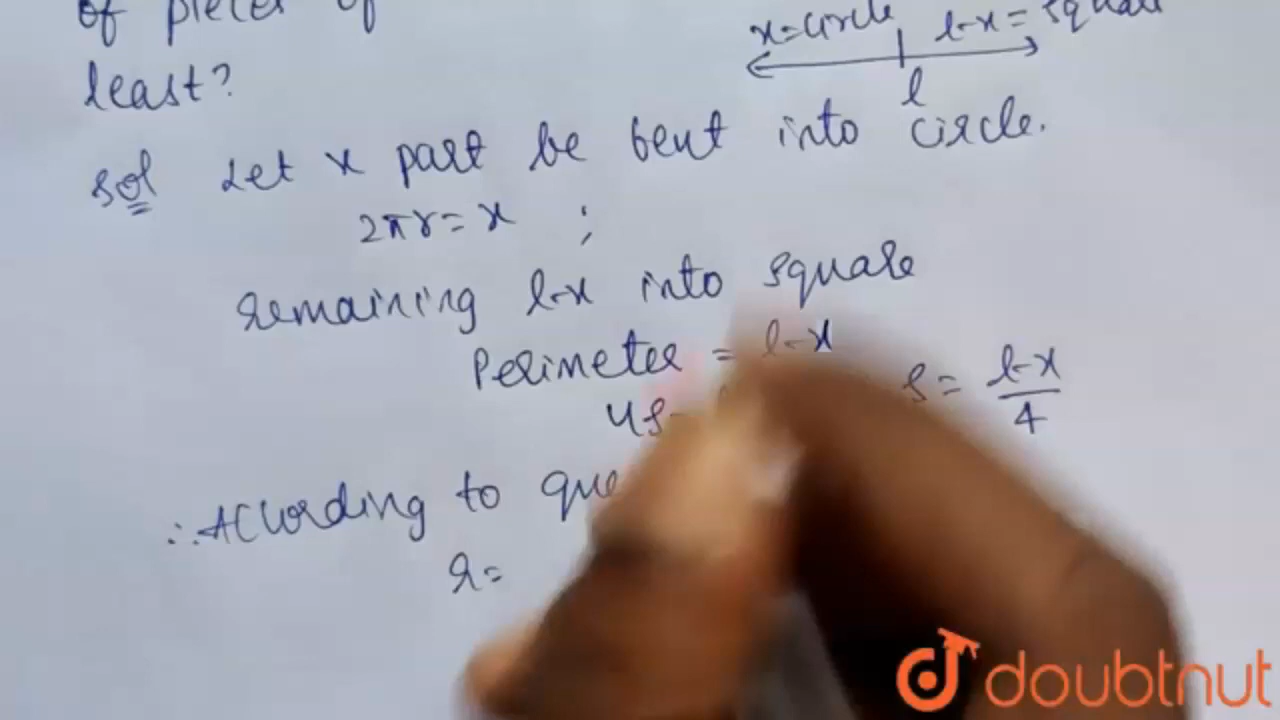 of pieces of
x=circle
l-x = square
least?
l
Sol Let x part be bent into circle.
2πr=x ;
Remaining l-x into square
Perimeter = l-x
4s=
s= l-x/4
∴ According to que
r=
doubtnut